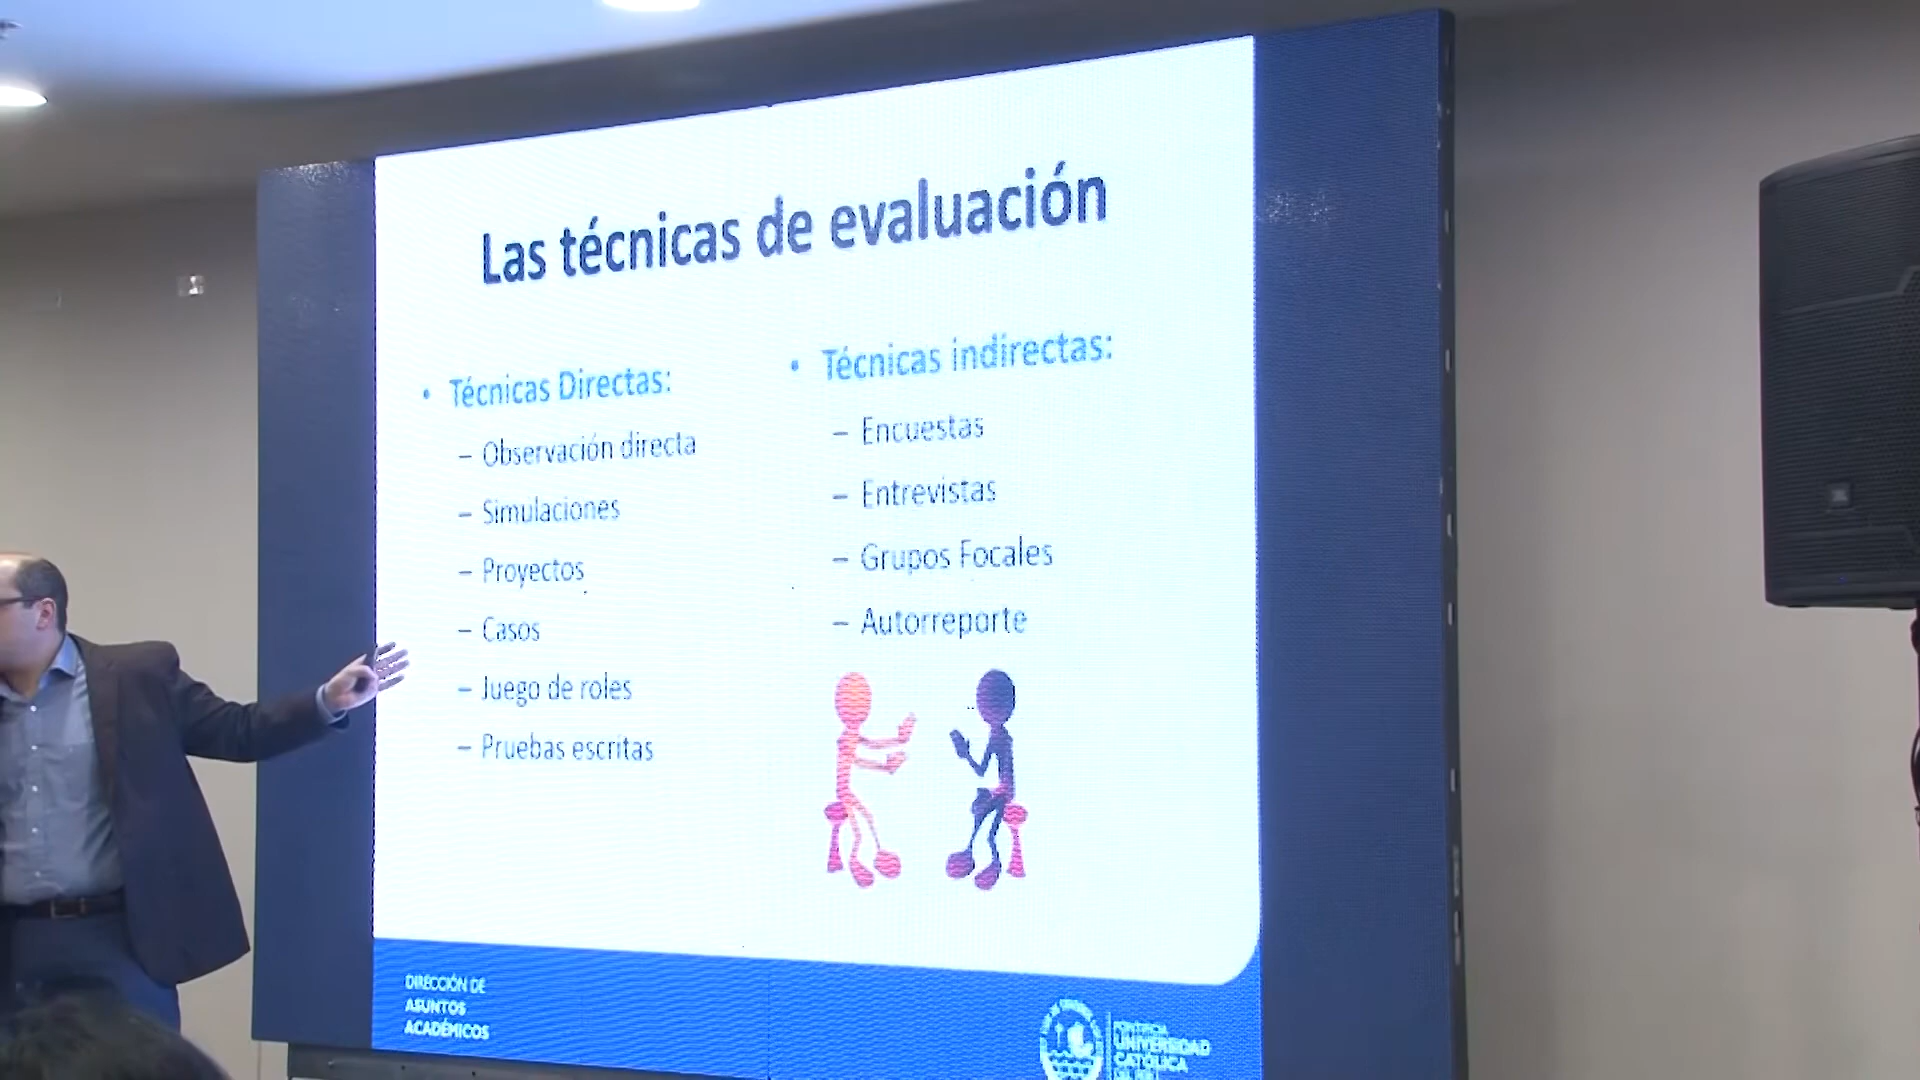 Las técnicas de evaluación
• Técnicas Directas:
– Observación directa
– Simulaciones
– Proyectos
– Casos
– Juego de roles
– Pruebas escritas
• Técnicas indirectas:
– Encuestas
– Entrevistas
– Grupos Focales
– Autorreporte
DIRECCIÓN DE
ASUNTOS
ACADÉMICOS
PONTIFICIA
UNIVERSIDAD
CATÓLICA